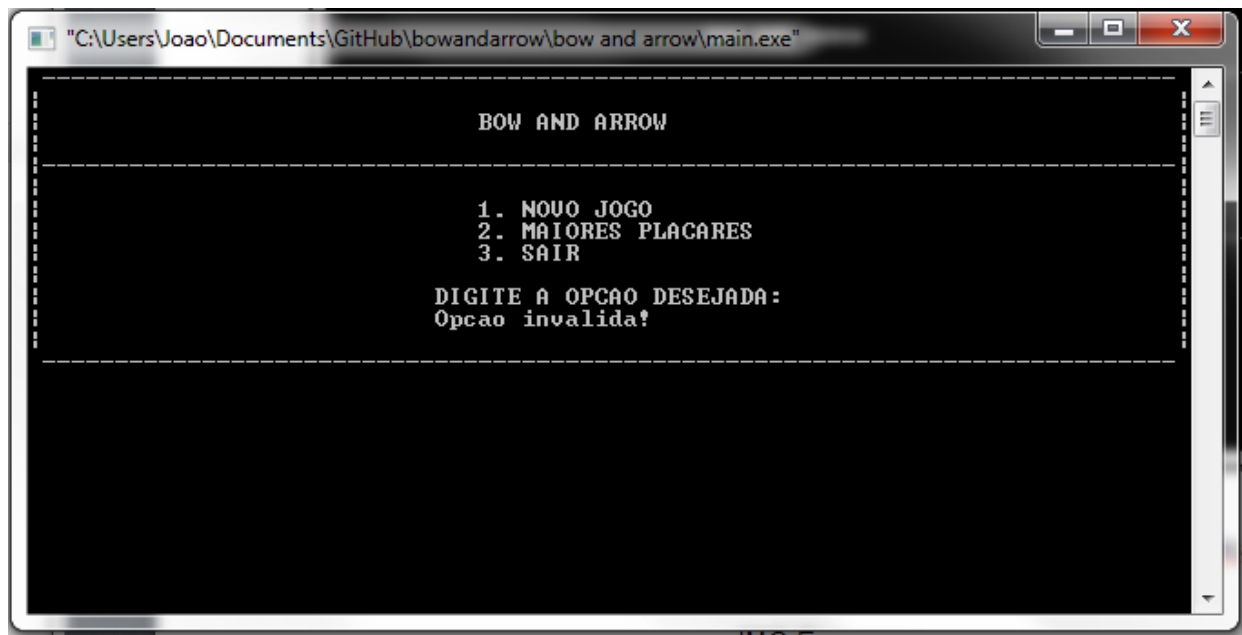 "C:\Users\Joao\Documents\GitHub\bowandarrow\bow and arrow\main.exe"
BOW AND ARROW
1. NOVO JOGO
2. MAIORES PLACARES
3. SAIR
DIGITE A OPCAO DESEJADA:
Opcao invalida!